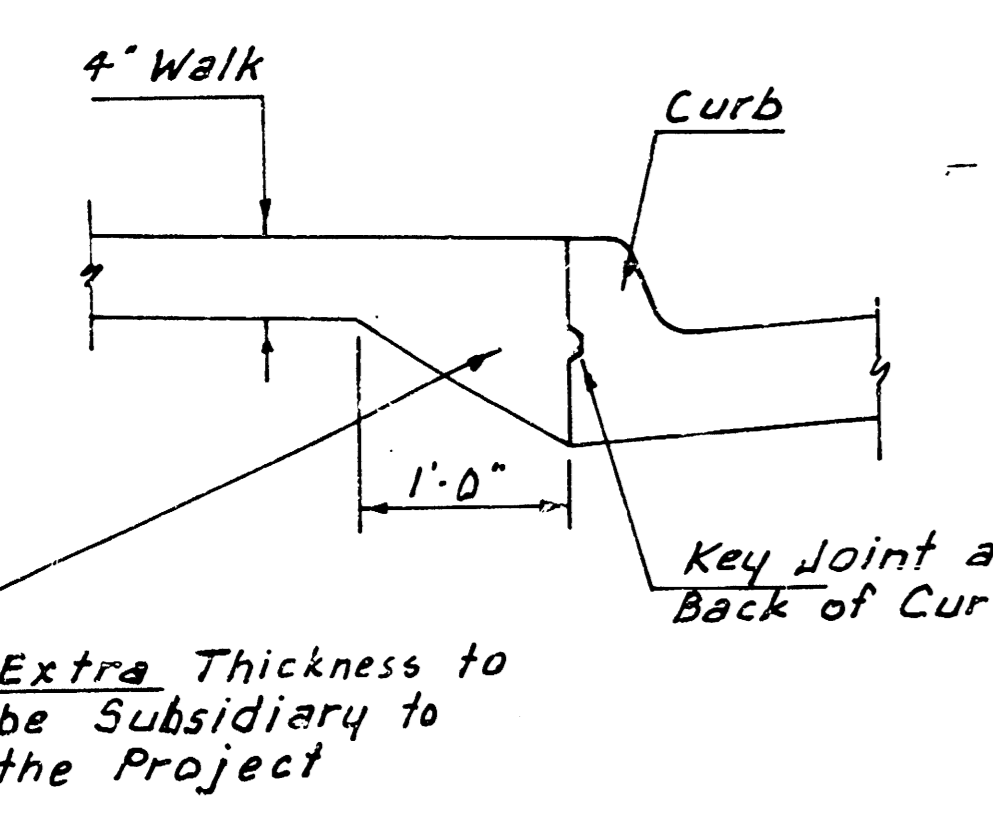 4" Walk
Curb
1'-0"
Key Joint a
Back of Cur
Extra Thickness to
be Subsidiary to
the Project